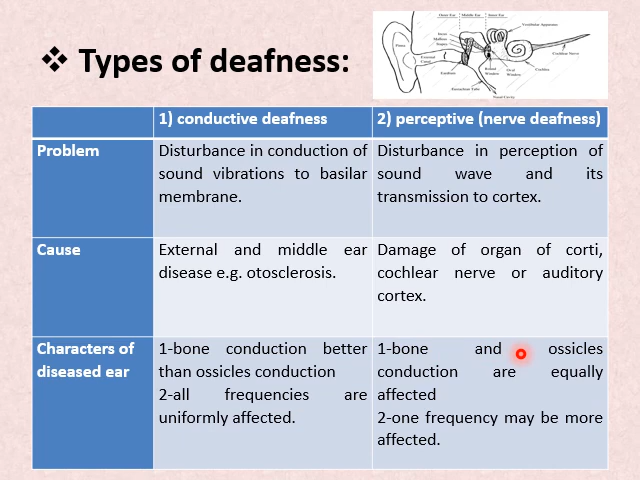 Outer Ear Middle Ear Inner Ear
Vestibular Apparatus
Pinna
Incus
Malleus
Stapes
External
Canal
Cochlear Nerve
Eardrum
Round
Window
Oval
Window
Cochlea
Eustachian Tube
Nasal Cavity
❖ Types of deafness:
1) conductive deafness 2) perceptive (nerve deafness)
Problem
Disturbance in conduction of
sound vibrations to basilar
membrane.
Disturbance in perception of
sound wave and its
transmission to cortex.
Cause
External and middle ear
disease e.g. otosclerosis.
Damage of organ of corti,
cochlear nerve or auditory
cortex.
Characters of
diseased ear
1-bone conduction better
than ossicles conduction
2-all frequencies are
uniformly affected.
1-bone and ossicles
conduction are equally
affected
2-one frequency may be more
affected.